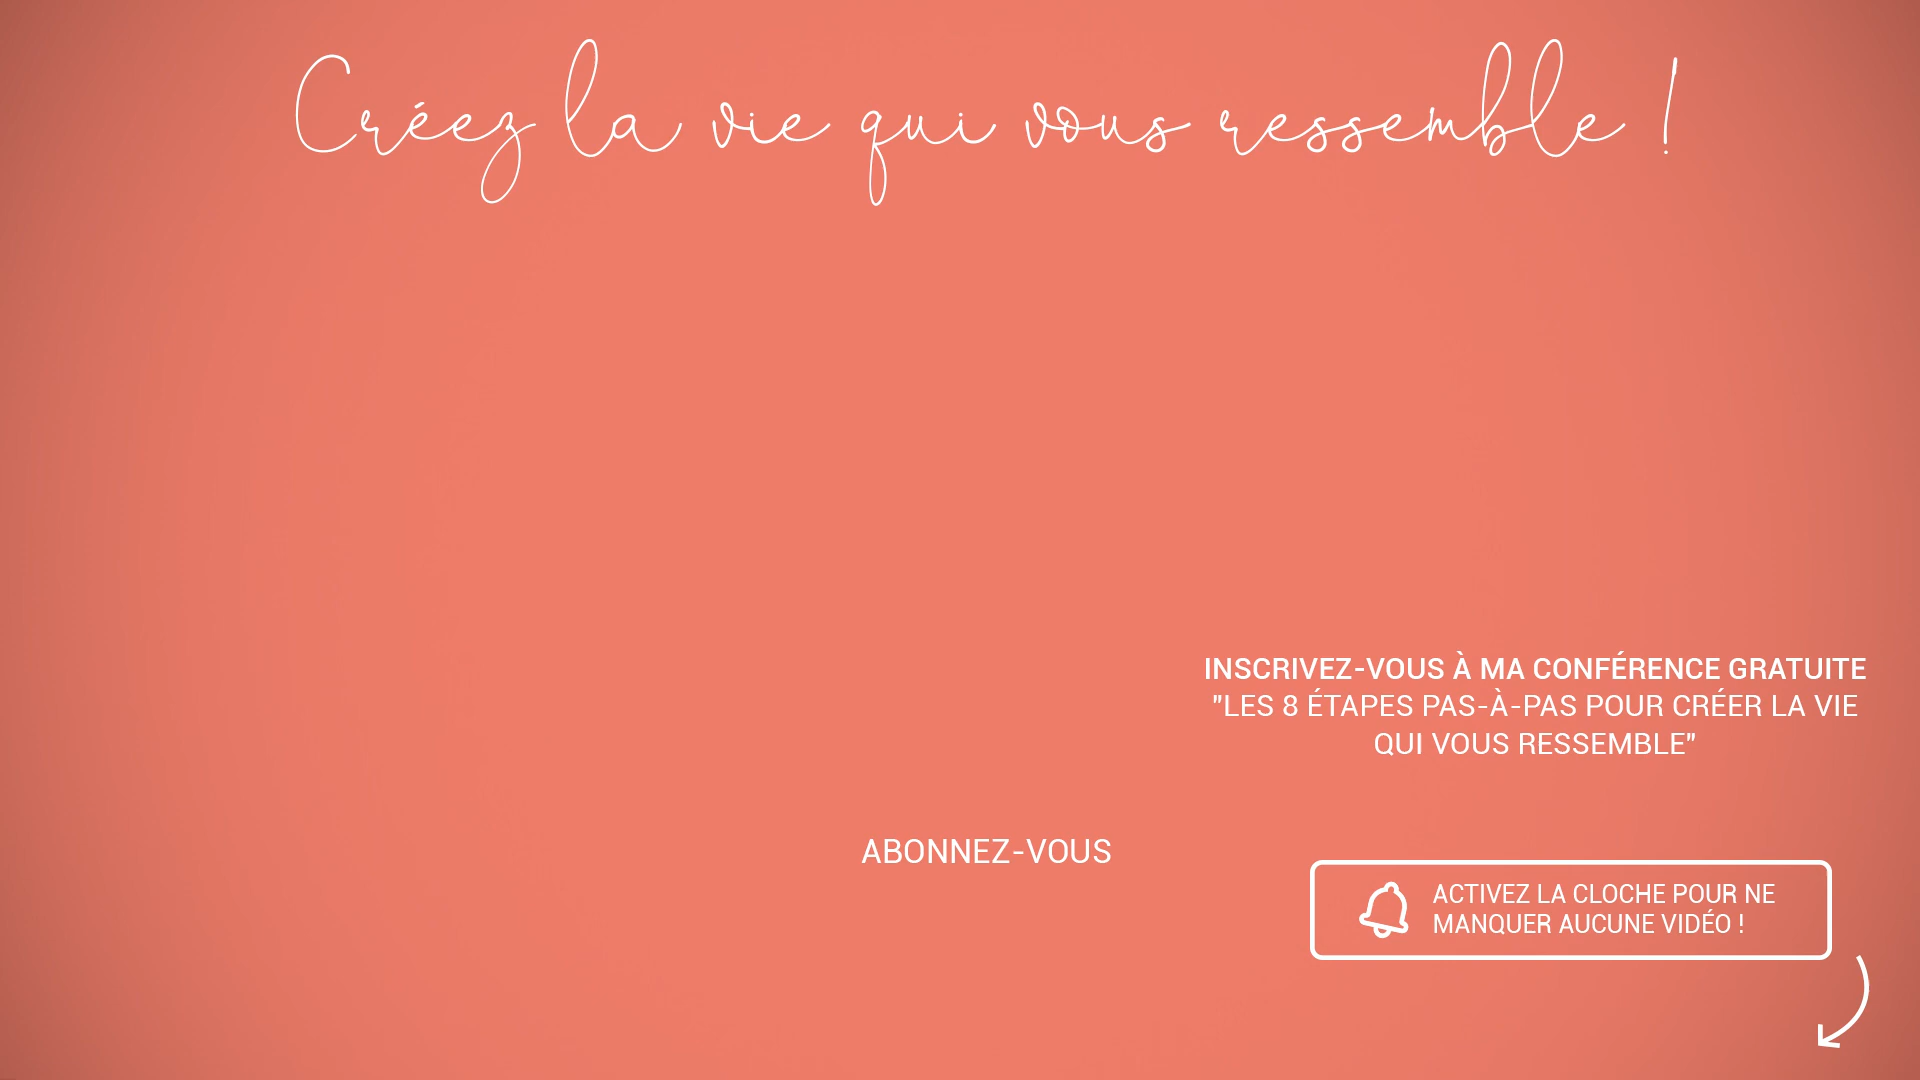 Créez la vie qui vous ressemble !
INSCRIVEZ-VOUS À MA CONFÉRENCE GRATUITE
"LES 8 ÉTAPES PAS-À-PAS POUR CRÉER LA VIE
QUI VOUS RESSEMBLE"
ABONNEZ-VOUS
ACTIVEZ LA CLOCHE POUR NE
MANQUER AUCUNE VIDÉO !